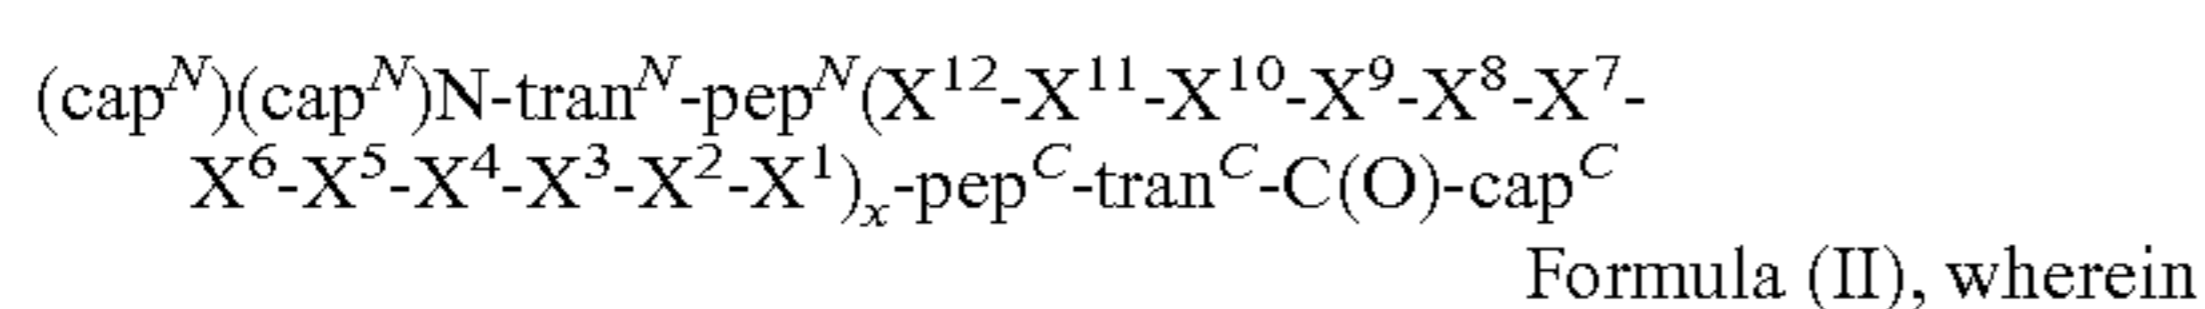 (cap^N)(cap^N)N-tran^N-pep^N(X^12-X^11-X^10-X^9-X^8-X^7-
X^6-X^5-X^4-X^3-X^2-X^1)_x-pep^C-tran^C-C(O)-cap^C
Formula (II), wherein